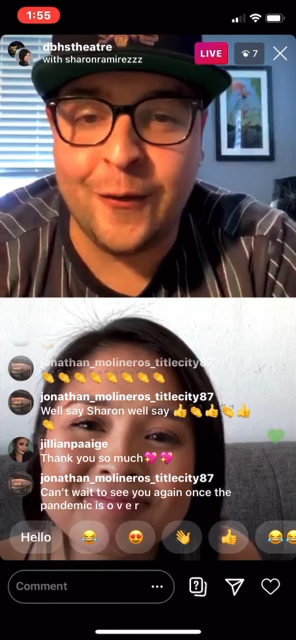 1:55
dbhstheatre
with sharonramirezzz
LIVE
7
jonathan_molineros_titlecity87
👏👏👏👏👏👏👏👏
jonathan_molineros_titlecity87
Well say Sharon well say 👍👏👍👏👍
👏
jillianpaaige
Thank you so much💖💖
jonathan_molineros_titlecity87
Can't wait to see you again once the
pandemic is o v e r
Hello 😂 😍 👋 👍 😂😂
Comment